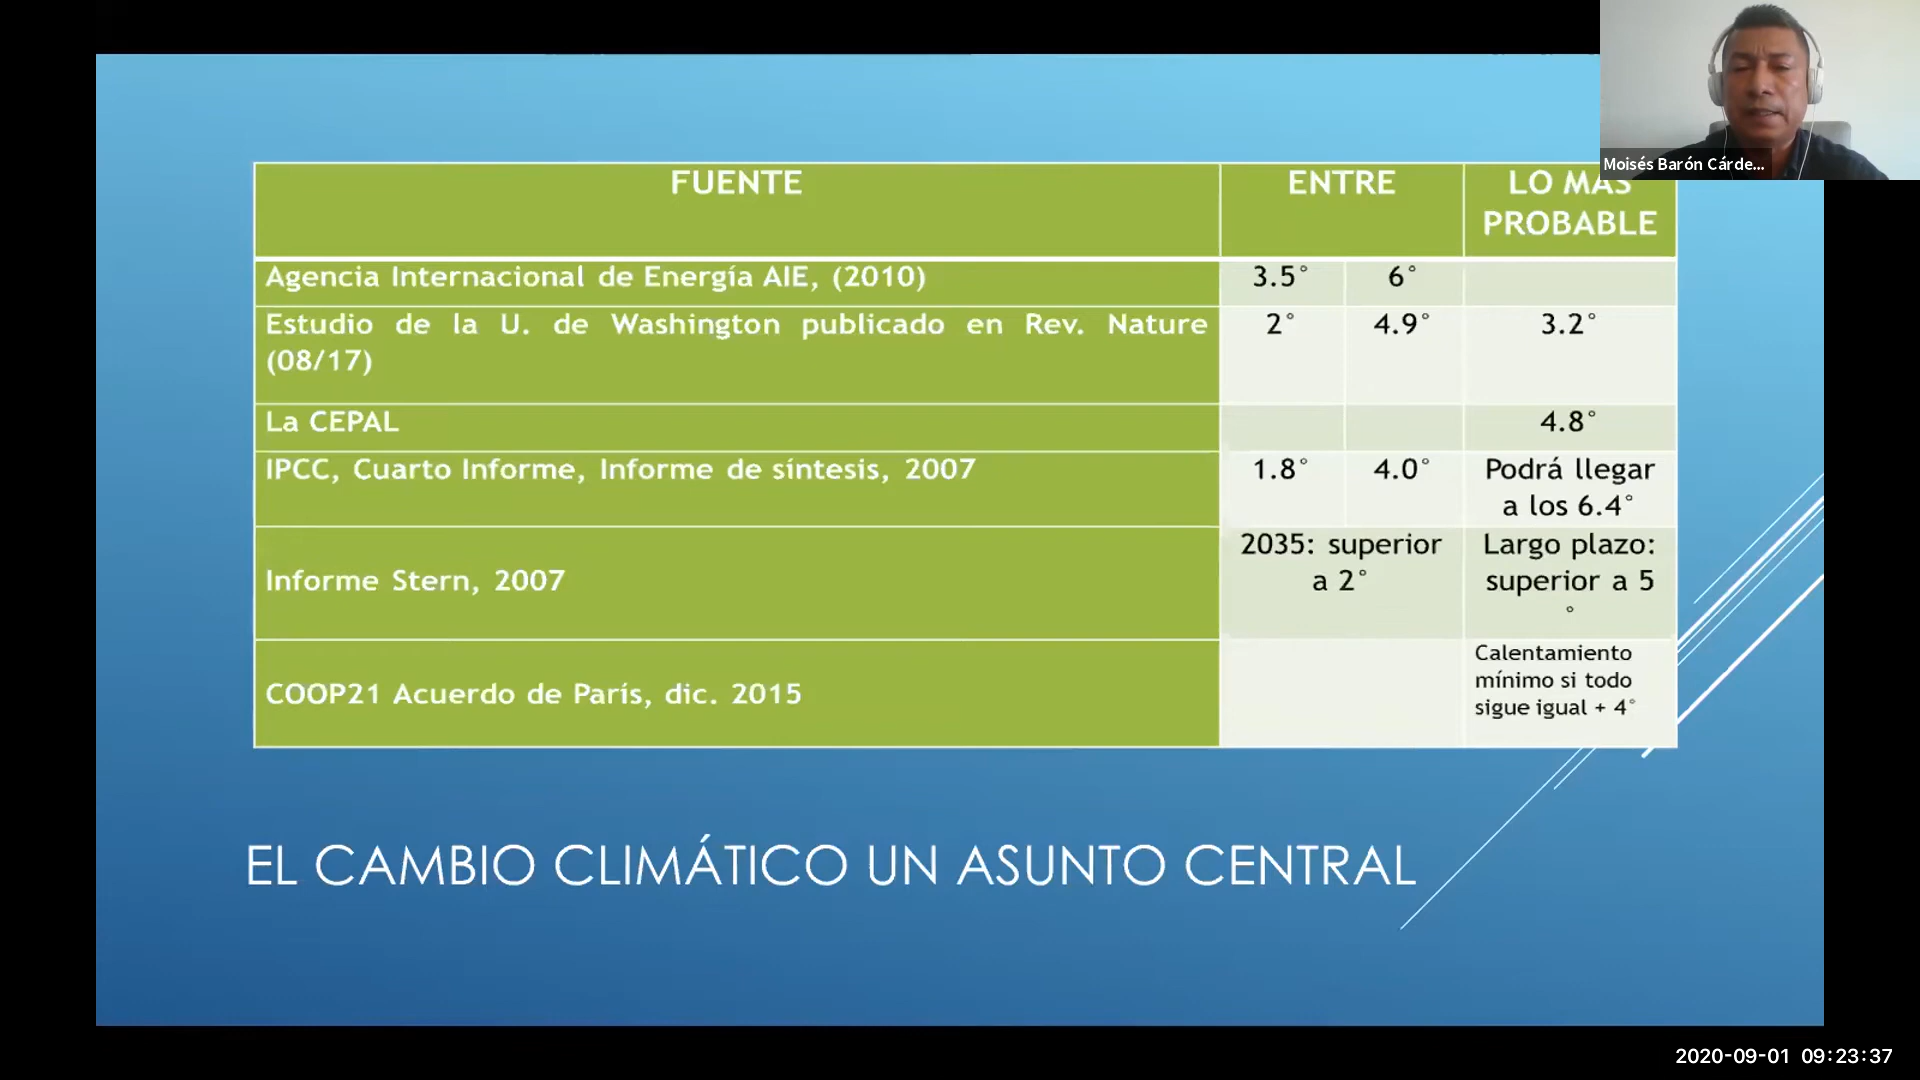 Moisés Barón Cárde...
FUENTE
ENTRE
LO MAS
PROBABLE
Agencia Internacional de Energía AIE, (2010)
3.5°
6°
Estudio de la U. de Washington publicado en Rev. Nature
(08/17)
2°
4.9°
3.2°
La CEPAL
4.8°
IPCC, Cuarto Informe, Informe de síntesis, 2007
1.8°
4.0°
Podrá llegar
a los 6.4°
Informe Stern, 2007
2035: superior
a 2°
Largo plazo:
superior a 5
°
COOP21 Acuerdo de París, dic. 2015
Calentamiento
mínimo si todo
sigue igual + 4°
EL CAMBIO CLIMÁTICO UN ASUNTO CENTRAL
2020-09-01 09:23:37